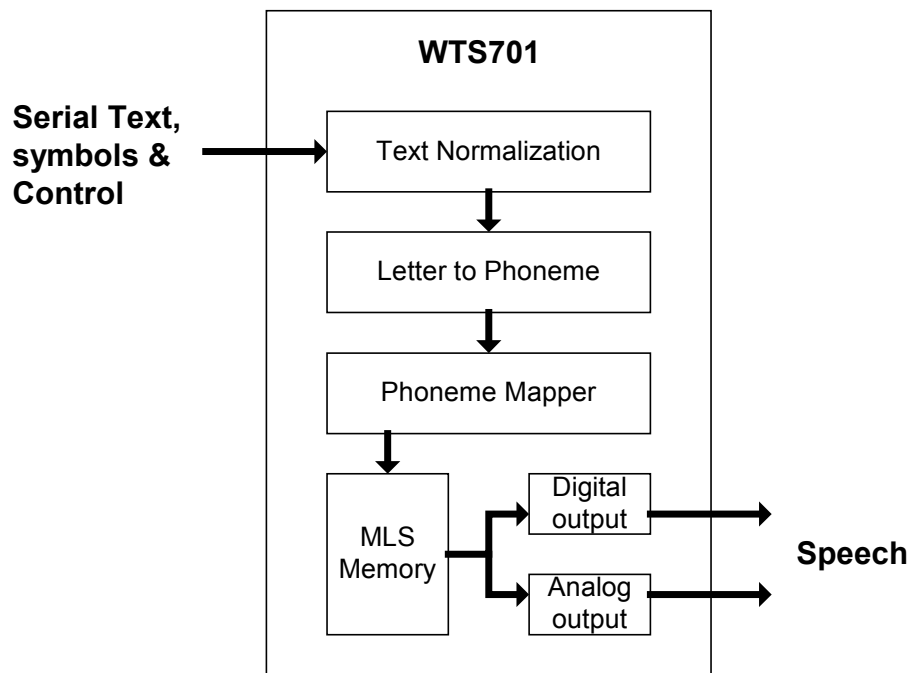 WTS701
Serial Text,
symbols &
Control
Text Normalization
Letter to Phoneme
Phoneme Mapper
MLS
Memory
Digital
output
Analog
output
Speech